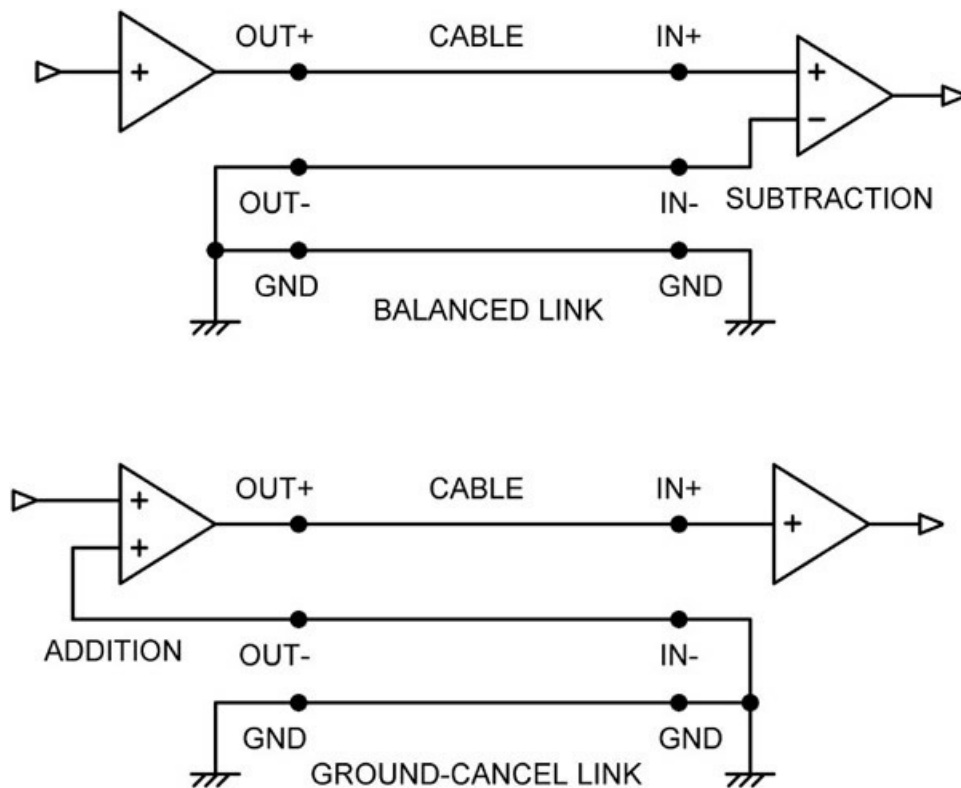 OUT+ CABLE IN+
+ +
−
OUT- IN- SUBTRACTION
GND GND
BALANCED LINK
OUT+ CABLE IN+
+ +
+
ADDITION OUT- IN-
GND GND
GROUND-CANCEL LINK